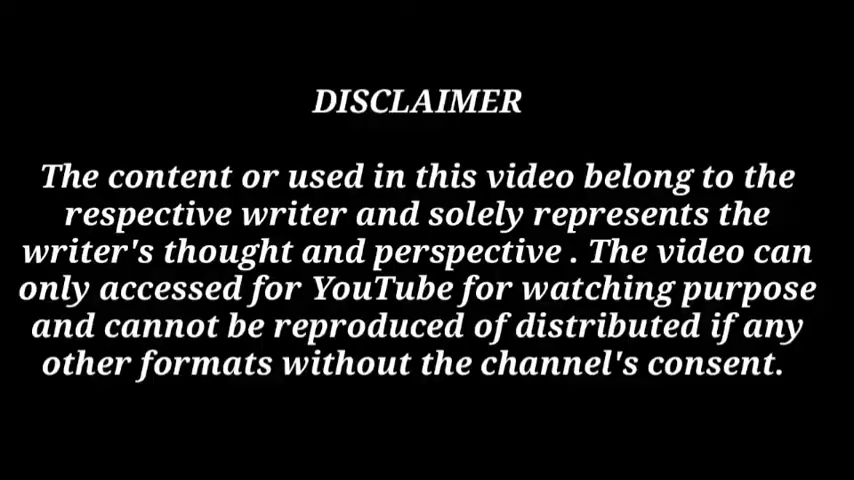 DISCLAIMER
The content or used in this video belong to the
respective writer and solely represents the
writer's thought and perspective . The video can
only accessed for YouTube for watching purpose
and cannot be reproduced of distributed if any
other formats without the channel's consent.